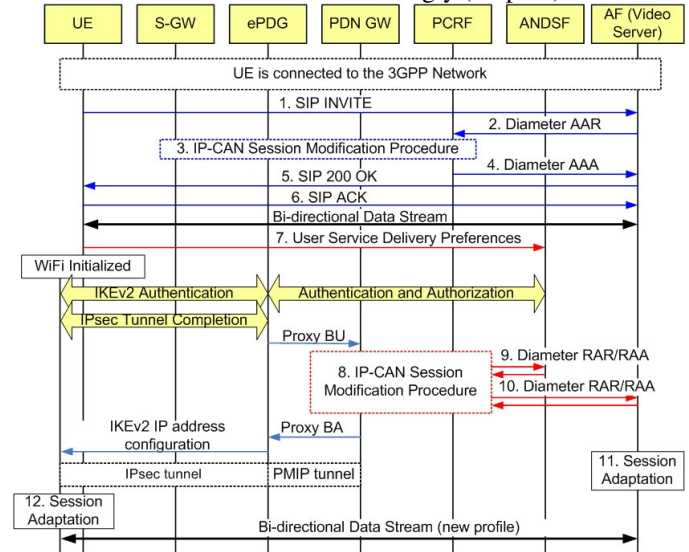 UE S-GW ePDG PDN GW PCRF ANDSF AF (Video
Server)
UE is connected to the 3GPP Network
1. SIP INVITE
2. Diameter AAR
3. IP-CAN Session Modification Procedure
4. Diameter AAA
5. SIP 200 OK
6. SIP ACK
Bi-directional Data Stream
7. User Service Delivery Preferences
WiFi Initialized
IKEv2 Authentication Authentication and Authorization
IPsec Tunnel Completion
Proxy BU
8. IP-CAN Session
Modification Procedure
9. Diameter RAR/RAA
10. Diameter RAR/RAA
Proxy BA
IKEv2 IP address
configuration
IPsec tunnel PMIP tunnel
11. Session
Adaptation
12. Session
Adaptation
Bi-directional Data Stream (new profile)